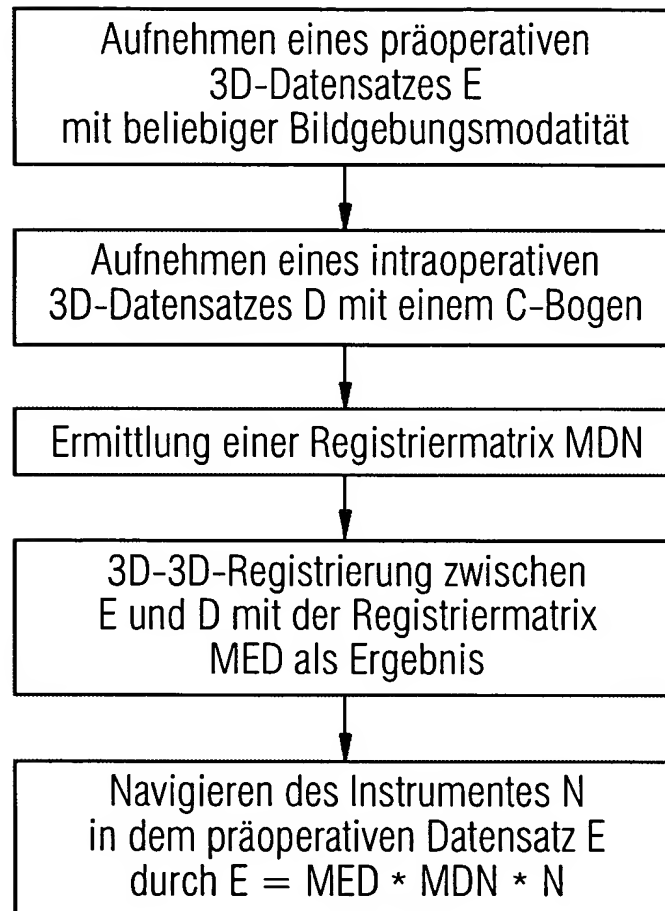 Aufnehmen eines präoperativen
3D-Datensatzes E
mit beliebiger Bildgebungsmodatität
Aufnehmen eines intraoperativen
3D-Datensatzes D mit einem C-Bogen
Ermittlung einer Registriermatrix MDN
3D-3D-Registrierung zwischen
E und D mit der Registriermatrix
MED als Ergebnis
Navigieren des Instrumentes N
in dem präoperativen Datensatz E
durch E = MED * MDN * N